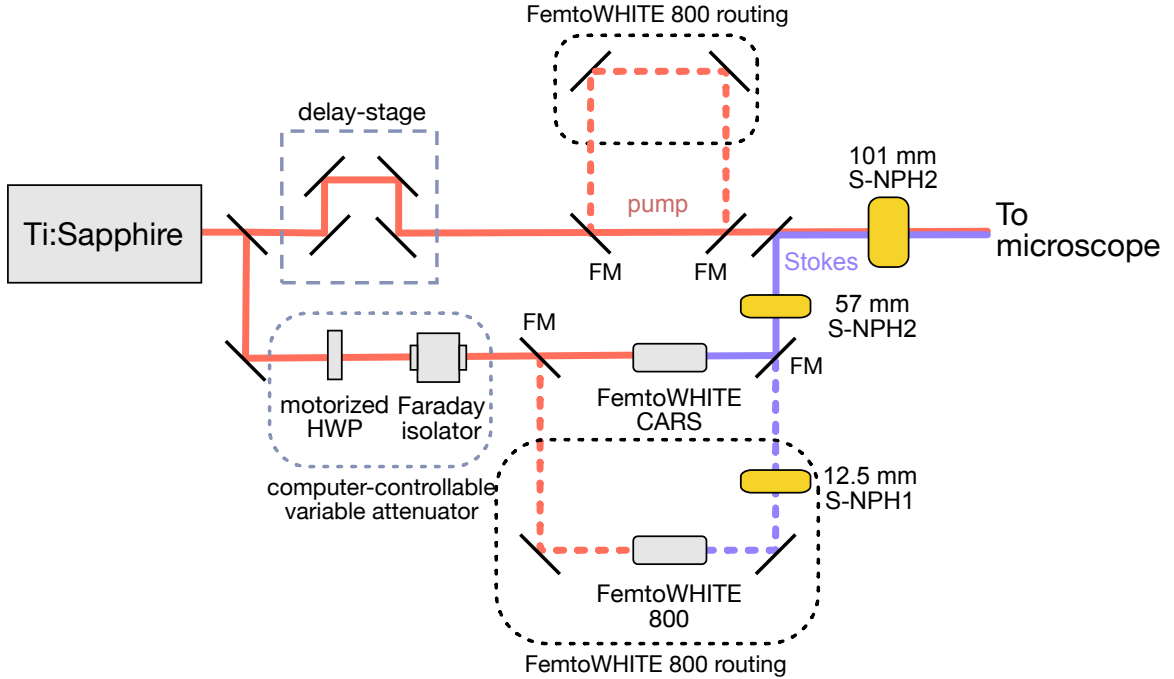 FemtoWHITE 800 routing
delay-stage
101 mm
S-NPH2
Ti:Sapphire
pump
To
microscope
FM
FM
Stokes
57 mm
S-NPH2
FM
FM
motorized
HWP
Faraday
isolator
FemtoWHITE
CARS
computer-controllable
variable attenuator
12.5 mm
S-NPH1
FemtoWHITE
800
FemtoWHITE 800 routing